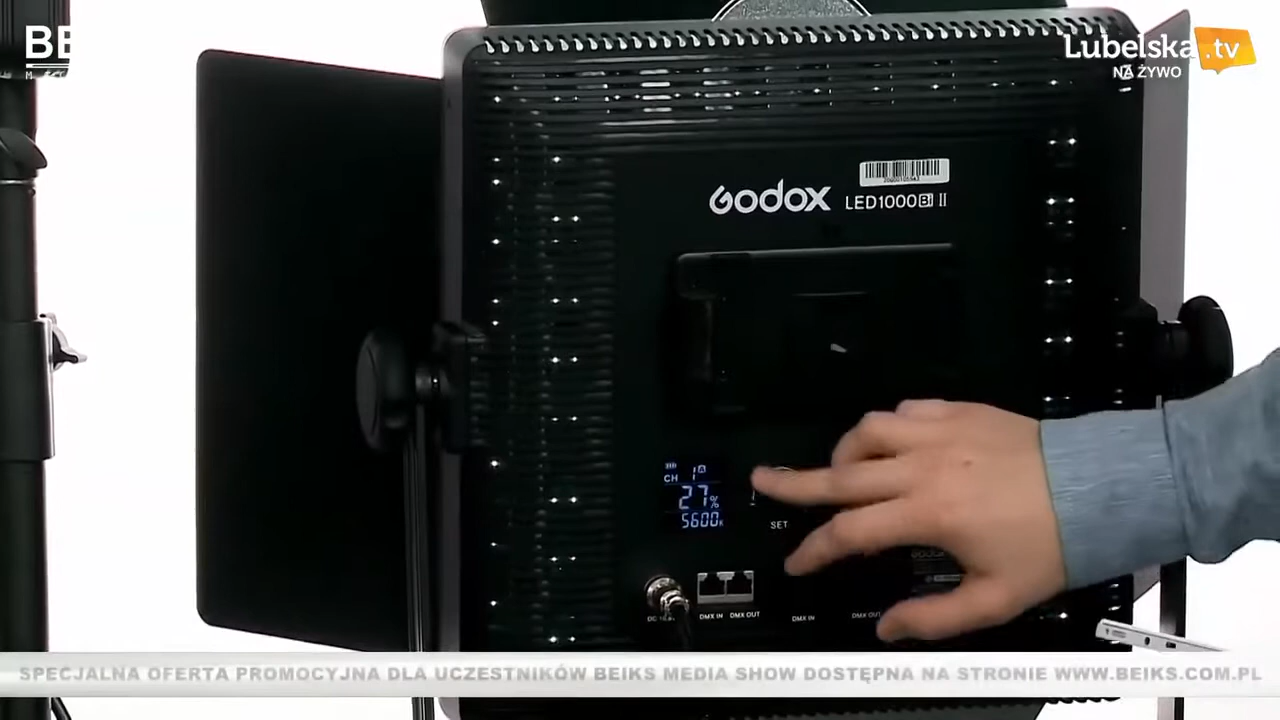 BE
Lubelska.tv
NA ŻYWO
Godox
LED1000Bi II
CH 1A
27%
5600K
SET
DMX IN DMX OUT
DMX IN
DMX OUT
SPECJALNA OFERTA PROMOCYJNA DLA UCZESTNIKÓW BEIKS MEDIA SHOW DOSTĘPNA NA STRONIE WWW.BEIKS.COM.PL